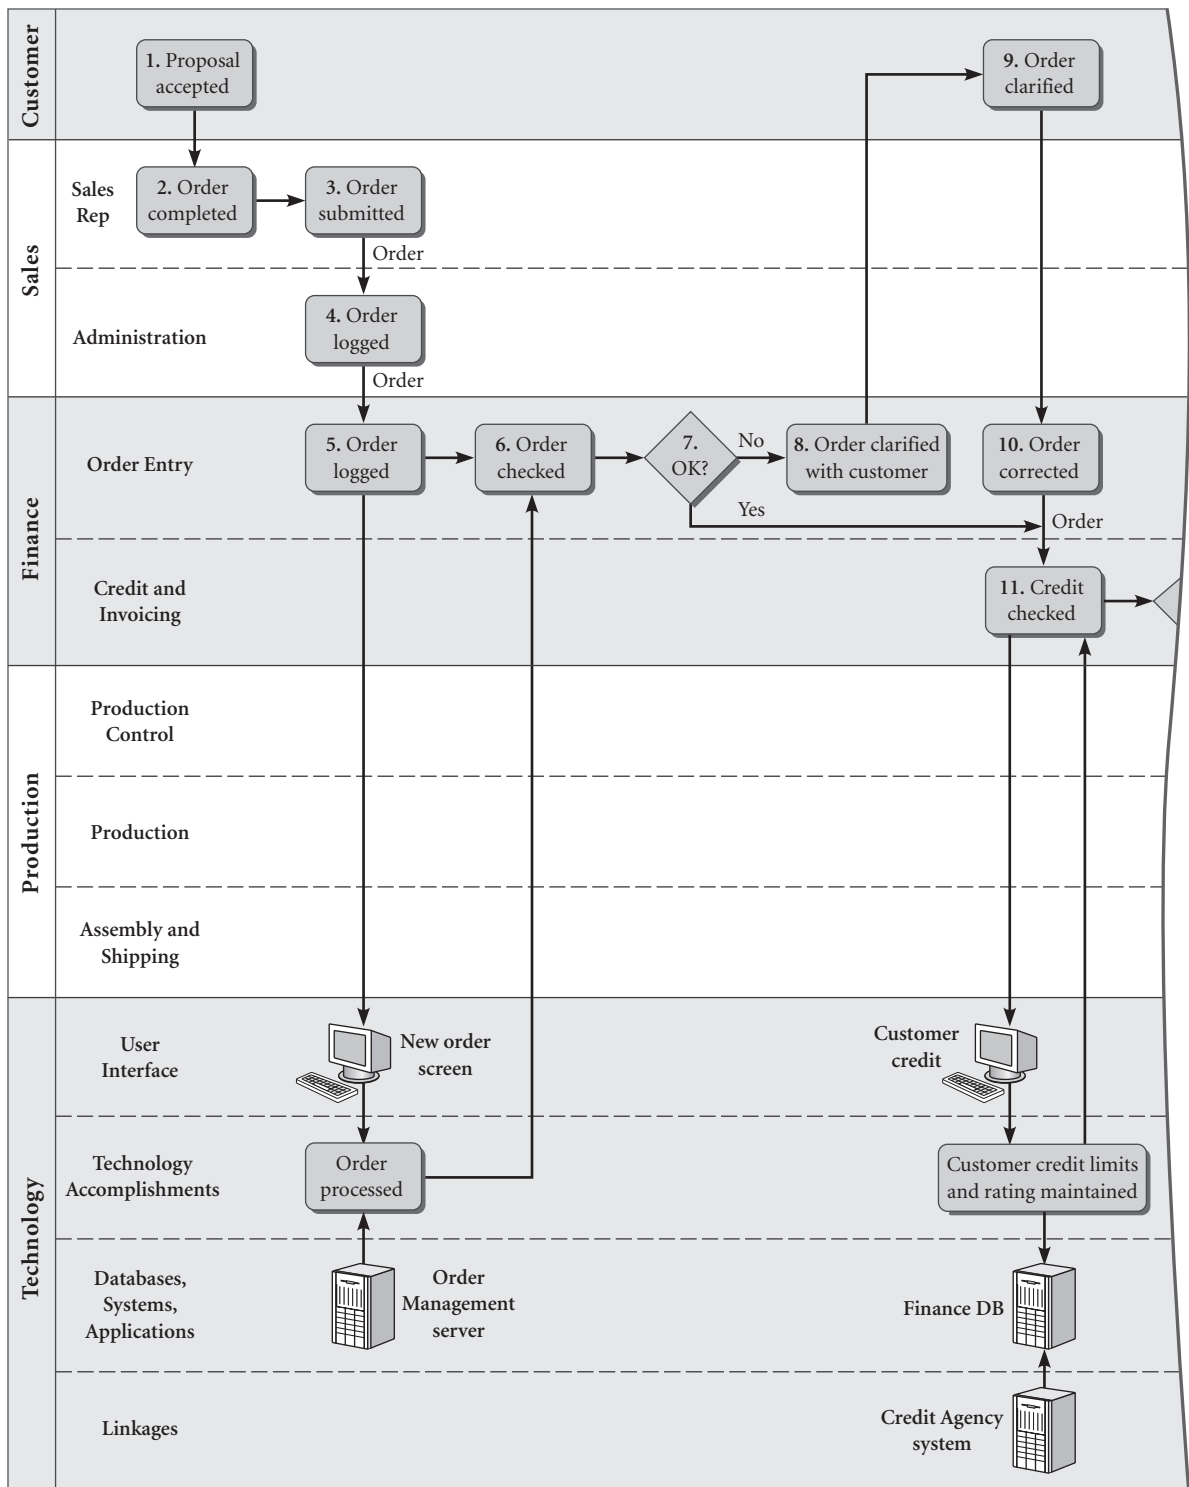 Customer
1. Proposal
accepted
9. Order
clarified
Sales
Sales
Rep
2. Order
completed
3. Order
submitted
Order
Administration
4. Order
logged
Order
Finance
Order Entry
5. Order
logged
6. Order
checked
7.
OK?
No
Yes
8. Order clarified
with customer
10. Order
corrected
Order
Credit and
Invoicing
11. Credit
checked
Production
Production
Control
Production
Assembly and
Shipping
Technology
User
Interface
New order
screen
Customer
credit
Technology
Accomplishments
Order
processed
Customer credit limits
and rating maintained
Databases,
Systems,
Applications
Order
Management
server
Finance DB
Linkages
Credit Agency
system